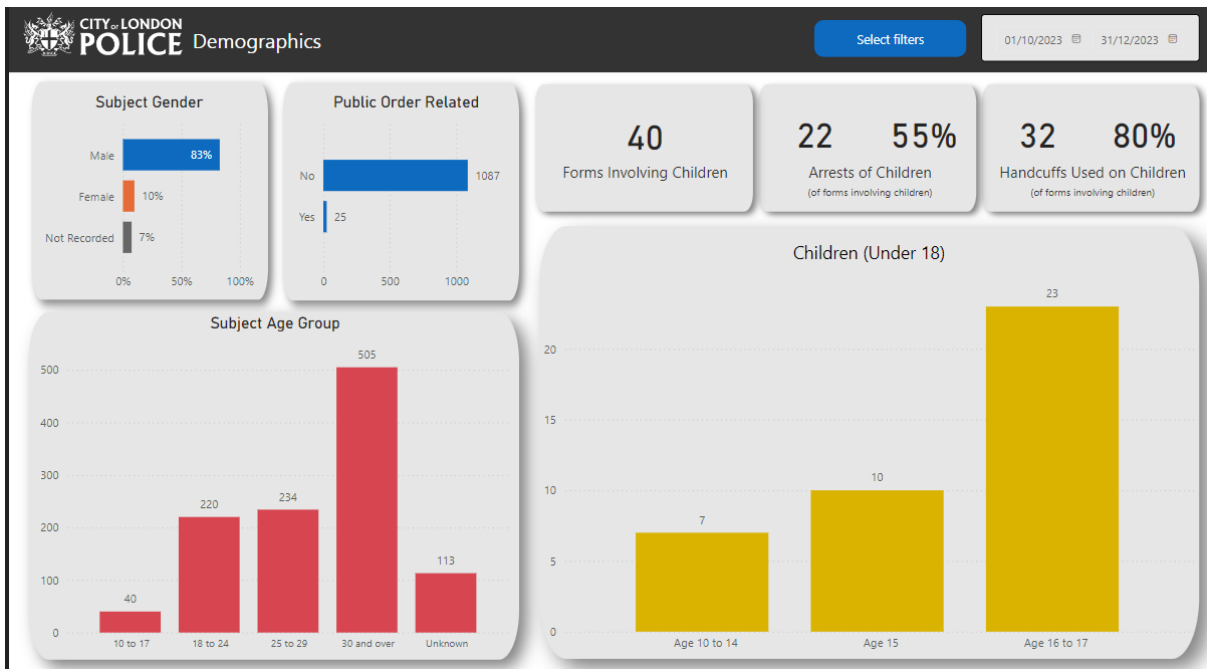 CITY OF LONDON
POLICE Demographics
Select filters
01/10/2023 31/12/2023
Subject Gender
Male 83%
Female 10%
Not Recorded 7%
0% 50% 100%
Public Order Related
No 1087
Yes 25
0 500 1000
40
Forms Involving Children
22 55%
Arrests of Children
(of forms involving children)
32 80%
Handcuffs Used on Children
(of forms involving children)
Subject Age Group
500
400
300
200
100
0
40
220
234
505
113
10 to 17 18 to 24 25 to 29 30 and over Unknown
Children (Under 18)
20
15
10
5
0
7
10
23
Age 10 to 14 Age 15 Age 16 to 17